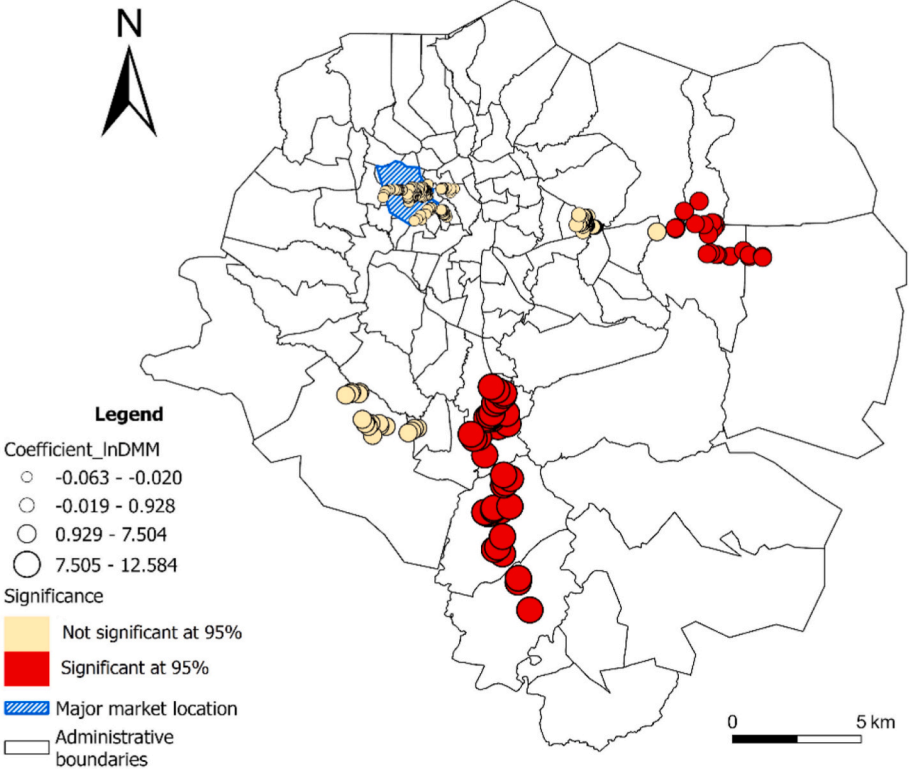 N
Legend
Coefficient_lnDMM
-0.063 - -0.020
-0.019 - 0.928
0.929 - 7.504
7.505 - 12.584
Significance
Not significant at 95%
Significant at 95%
Major market location
Administrative
boundaries
0 5 km